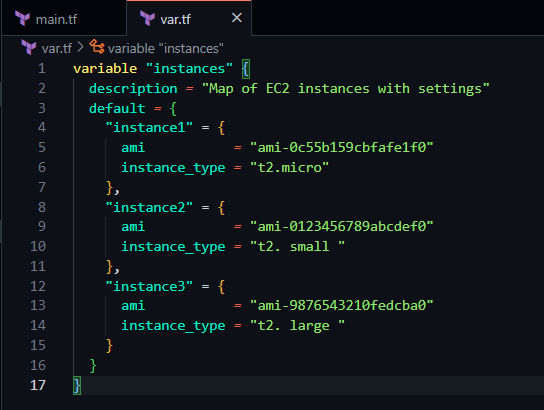 main.tf var.tf ×
var.tf > variable "instances"
1 variable "instances" {
2 description = "Map of EC2 instances with settings"
3 default = {
4 "instance1" = {
5 ami = "ami-0c55b159cbfafe1f0"
6 instance_type = "t2.micro"
7 },
8 "instance2" = {
9 ami = "ami-0123456789abcdef0"
10 instance_type = "t2. small "
11 },
12 "instance3" = {
13 ami = "ami-9876543210fedcba0"
14 instance_type = "t2. large "
15 }
16 }
17 }